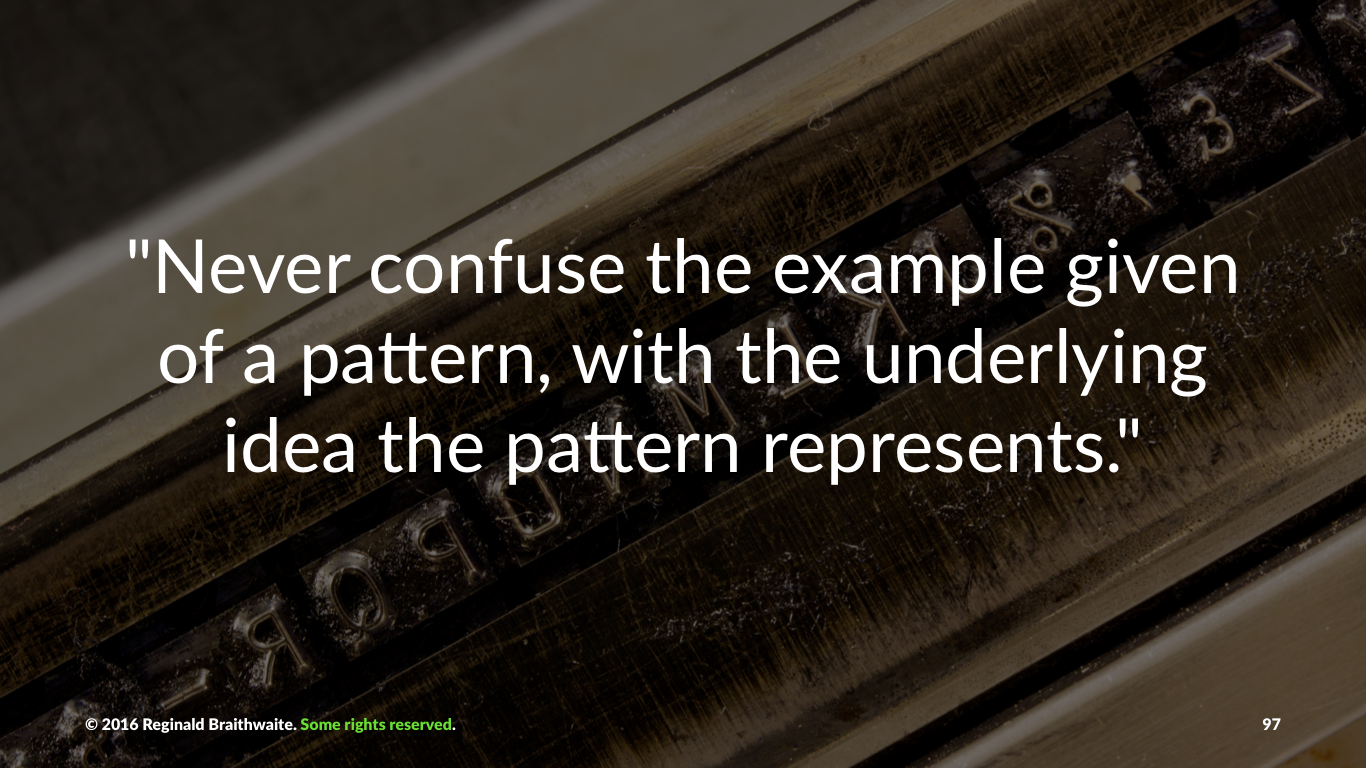 "Never confuse the example given
of a pattern, with the underlying
idea the pattern represents."
© 2016 Reginald Braithwaite. Some rights reserved.
97